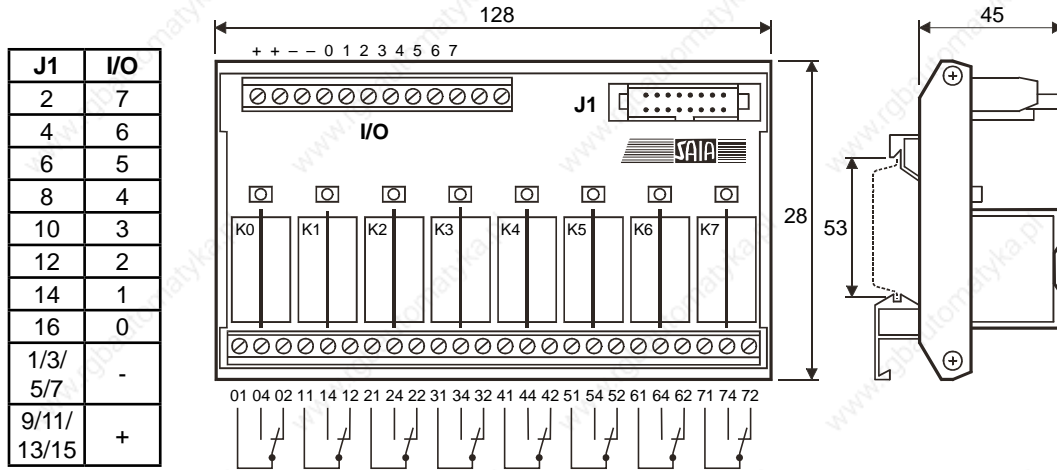 J1 I/O
2 7
4 6
6 5
8 4
10 3
12 2
14 1
16 0
1/3/
5/7 -
9/11/
13/15 +
128
+ + – – 0 1 2 3 4 5 6 7
I/O
J1
SAIA
K0 K1 K2 K3 K4 K5 K6 K7
01 04 02 11 14 12 21 24 22 31 34 32 41 44 42 51 54 52 61 64 62 71 74 72
28
45
53
www.rgbautomatyka.pl